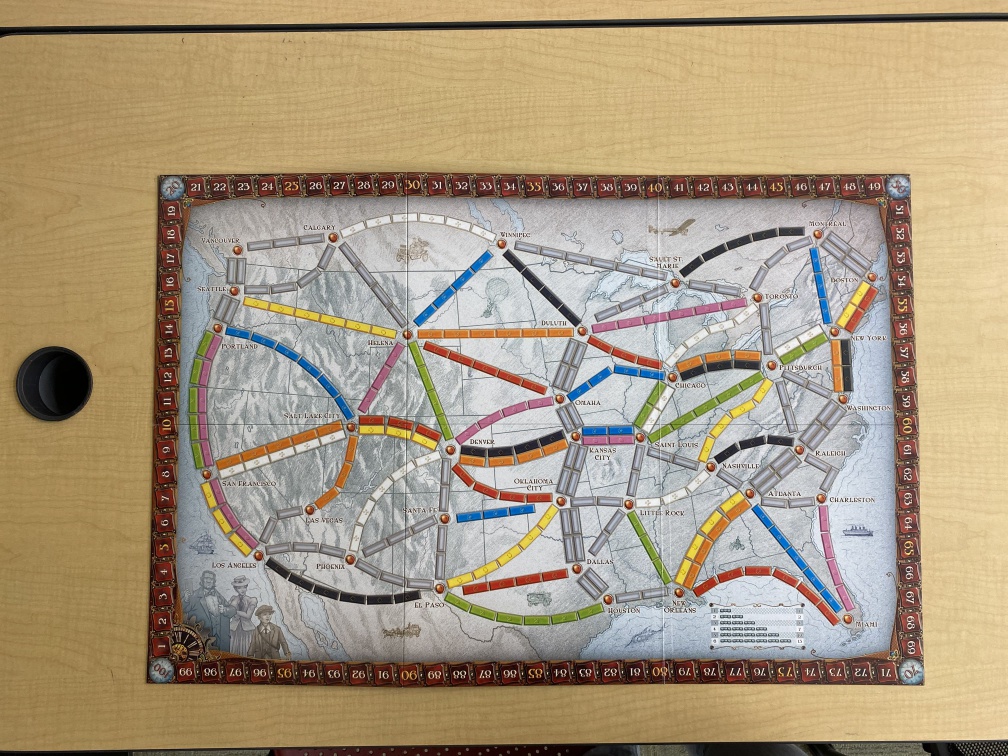 20 21 22 23 24 25 26 27 28 29 30 31 32 33 34 35 36 37 38 39 40 41 42 43 44 45 46 47 48 49
CALGARY
VANCOUVER
WINNIPEG
MONTREAL
SAULT ST.
MARIE
SEATTLE
BOSTON
TORONTO
DULUTH
PORTLAND
HELENA
NEW YORK
PITTSBURGH
CHICAGO
OMAHA
WASHINGTON
SALT LAKE CITY
DENVER
SAINT LOUIS
KANSAS
CITY
RALEIGH
NASHVILLE
SAN FRANCISCO
OKLAHOMA
CITY
ATLANTA
CHARLESTON
SANTA FE
LITTLE ROCK
LAS VEGAS
LOS ANGELES
PHOENIX
DALLAS
EL PASO
HOUSTON
NEW
ORLEANS
MIAMI
19
18
17
16
15
14
13
12
11
10
9
8
7
6
5
4
3
2
1
51
52
53
54
55
56
57
58
59
60
61
62
63
64
65
66
67
68
69
100 99 98 97 96 95 94 93 92 91 90 89 88 87 86 85 84 83 82 81 80 79 78 77 76 75 74 73 72 71 70